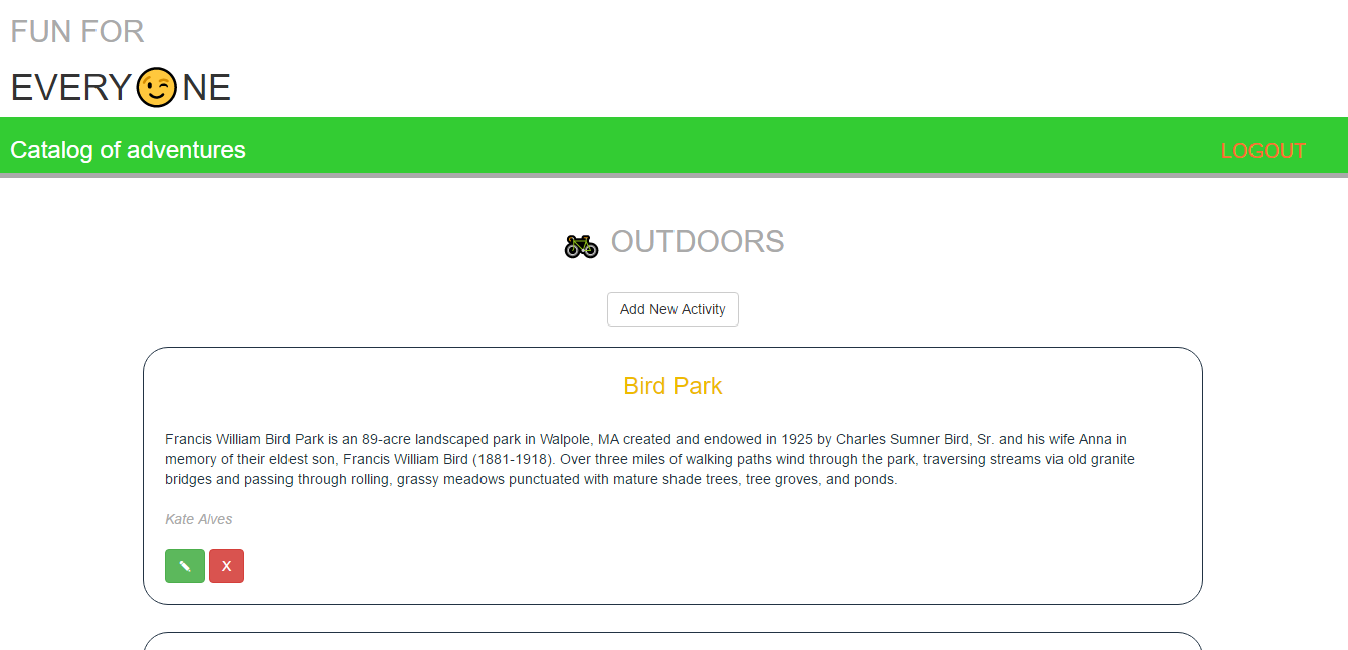 FUN FOR
EVERY😉NE
Catalog of adventures
LOGOUT
OUTDOORS
Add New Activity
Bird Park
Francis William Bird Park is an 89-acre landscaped park in Walpole, MA created and endowed in 1925 by Charles Sumner Bird, Sr. and his wife Anna in
memory of their eldest son, Francis William Bird (1881-1918). Over three miles of walking paths wind through the park, traversing streams via old granite
bridges and passing through rolling, grassy meadows punctuated with mature shade trees, tree groves, and ponds.
Kate Alves
X